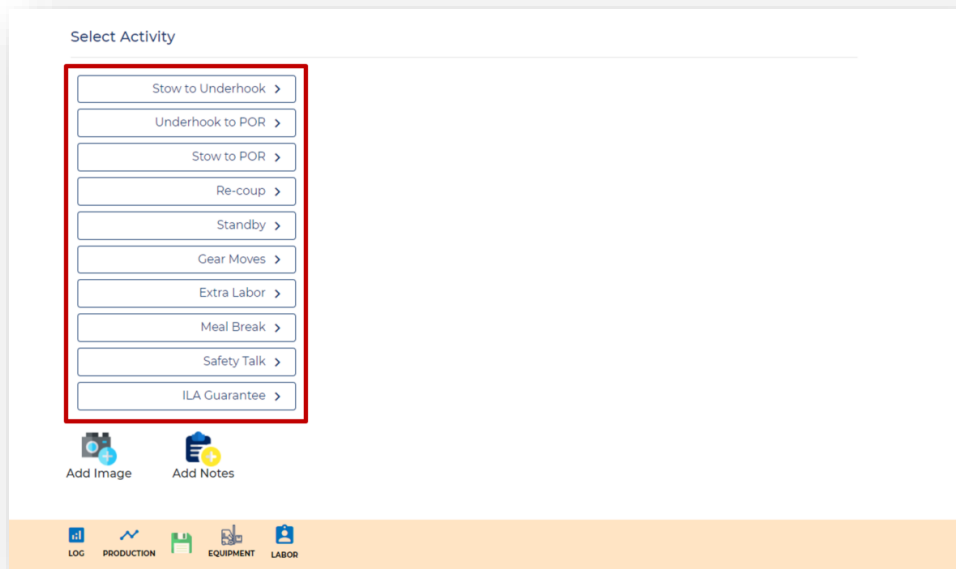 Select Activity
Stow to Underhook
Underhook to POR
Stow to POR
Re-coup
Standby
Gear Moves
Extra Labor
Meal Break
Safety Talk
ILA Guarantee
Add Image Add Notes
LOG PRODUCTION EQUIPMENT LABOR